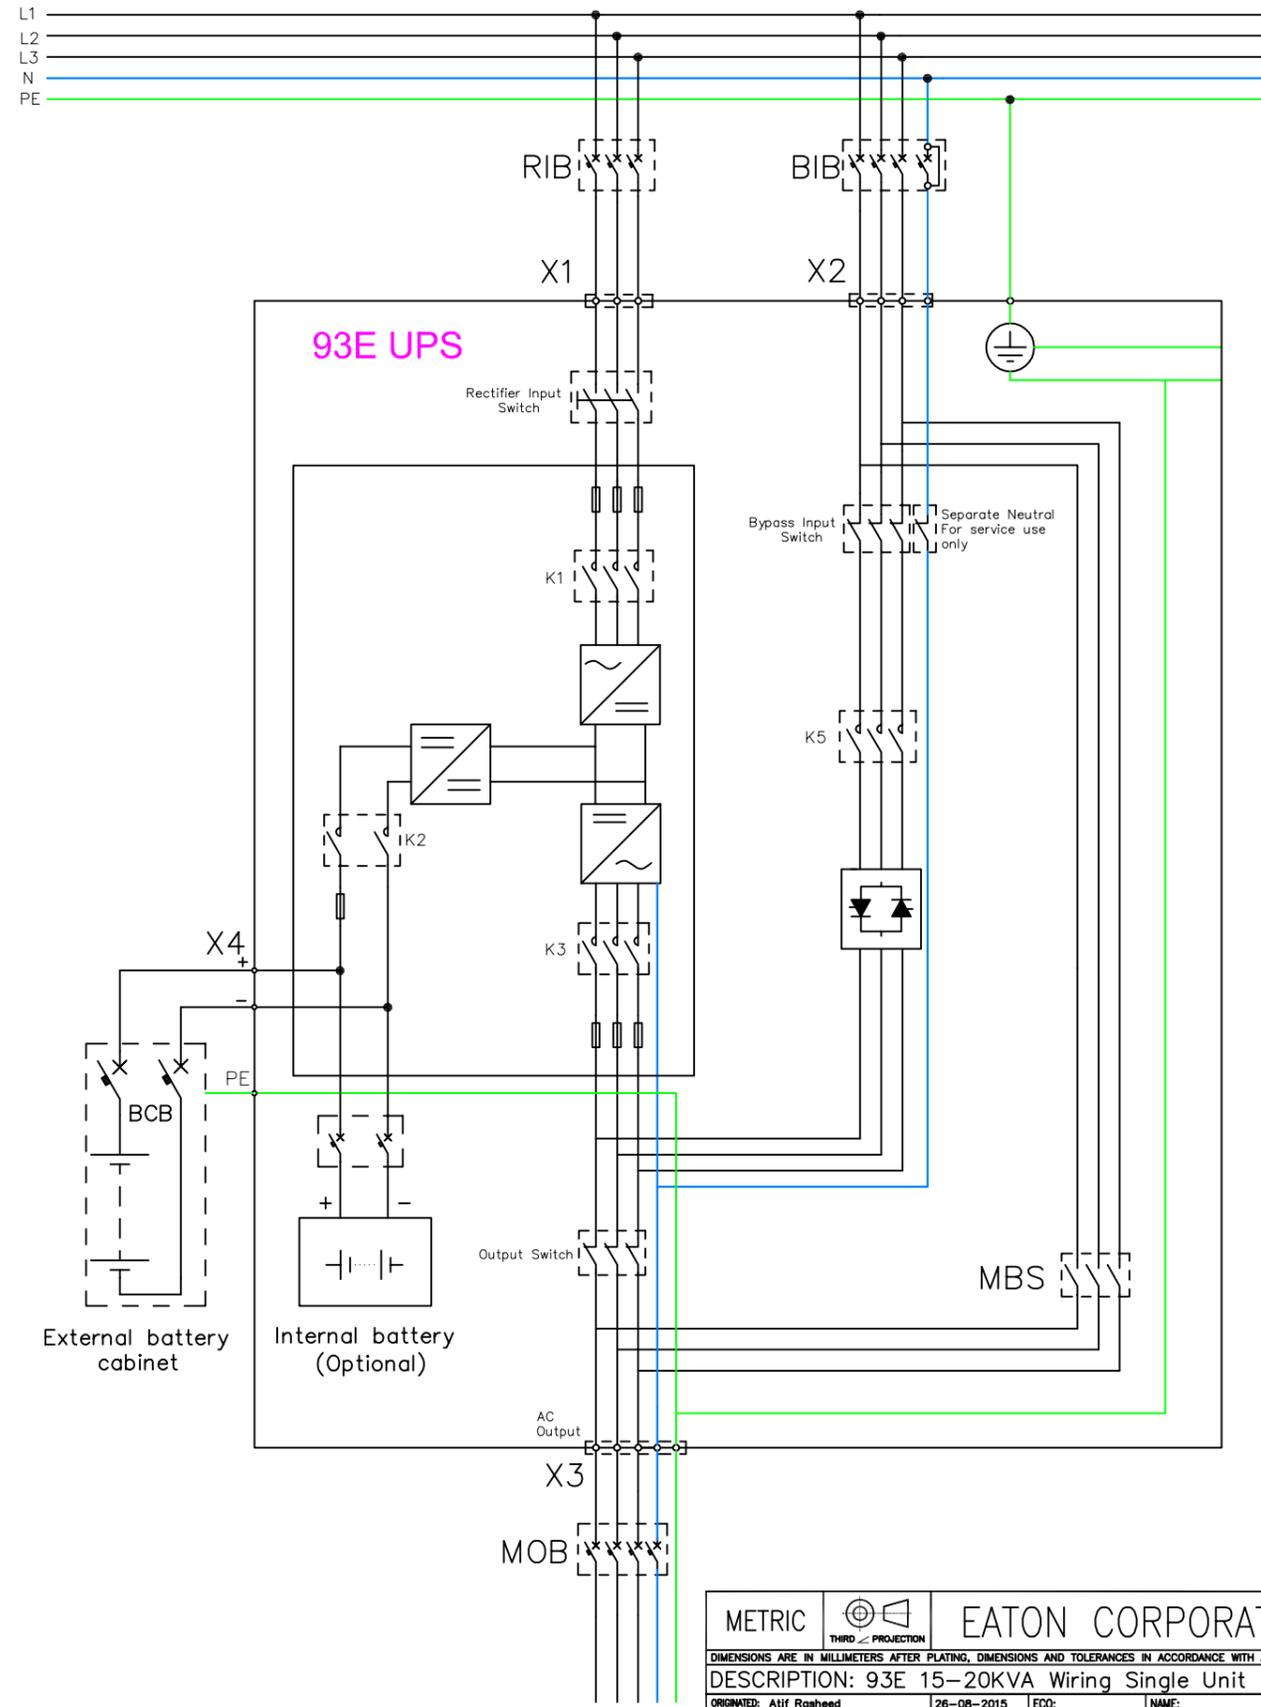 L1
L2
L3
N
PE
RIB
BIB
X1
X2
93E UPS
Rectifier Input
Switch
Bypass Input
Switch
Separate Neutral
For service use
only
K1
K5
K2
X4
+
K3
−
PE
BCB
+ −
Output Switch
MBS
External battery
cabinet
Internal battery
(Optional)
AC
Output
X3
MOB
METRIC
THIRD PROJECTION
EATON CORPORAT
DIMENSIONS ARE IN MILLIMETERS AFTER PLATING, DIMENSIONS AND TOLERANCES IN ACCORDANCE WITH
DESCRIPTION: 93E 15-20KVA Wiring Single Unit
ORIGINATED: Atif Rasheed 26-08-2015 ECO: NAME: